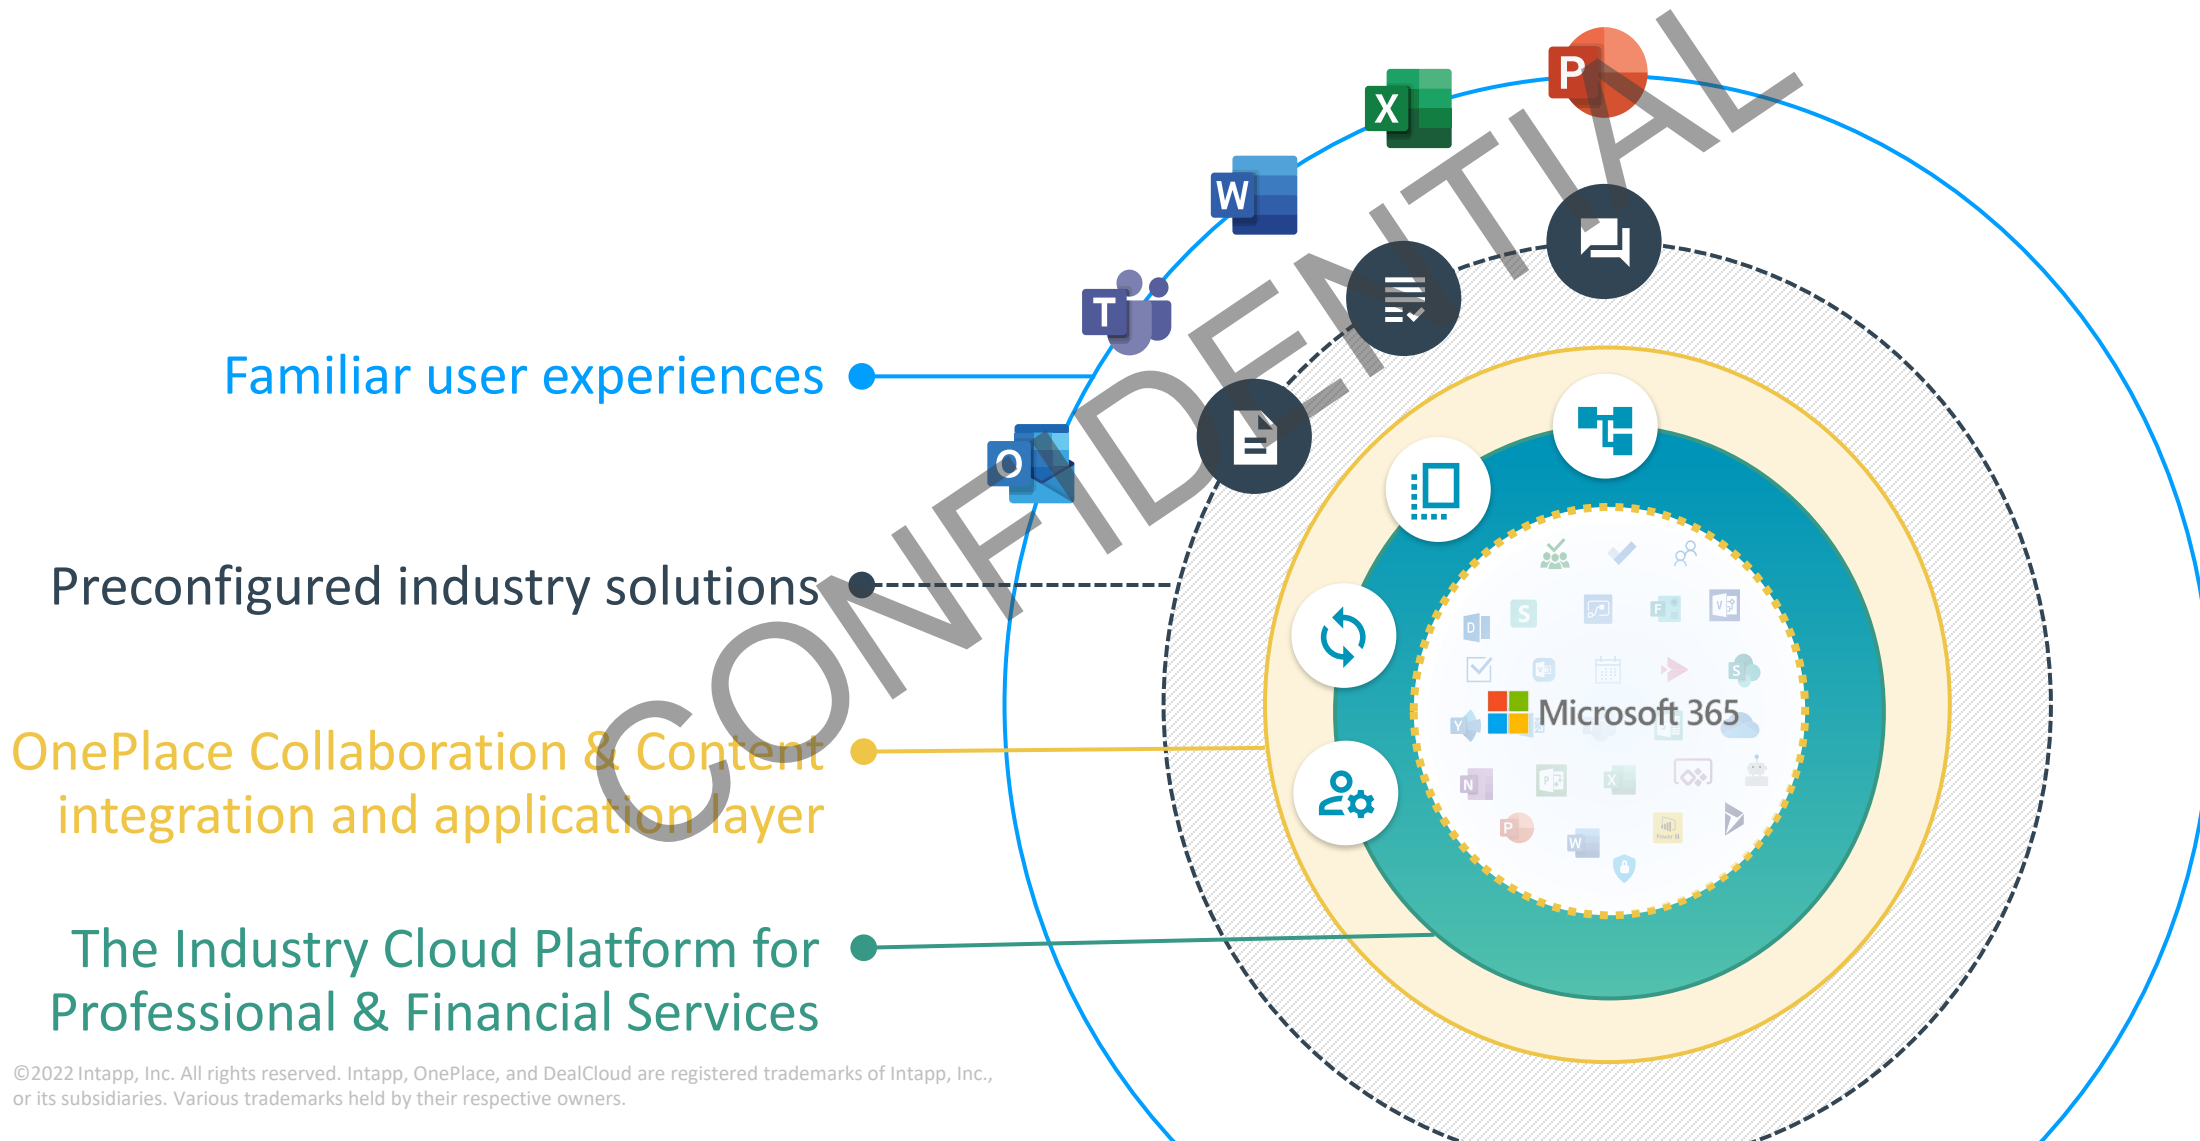 CONFIDENTIAL
P
X
W
T
Familiar user experiences
O
Preconfigured industry solutions
D
S
F
V
S
Microsoft 365
Y
OnePlace Collaboration & Content
integration and application layer
N
P
X
P
W
The Industry Cloud Platform for
Professional & Financial Services
©2022 Intapp, Inc. All rights reserved. Intapp, OnePlace, and DealCloud are registered trademarks of Intapp, Inc.,
or its subsidiaries. Various trademarks held by their respective owners.